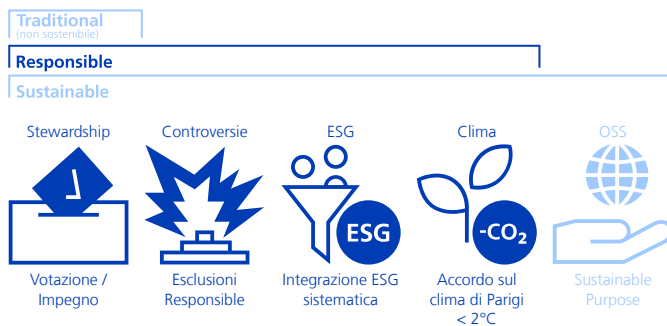 Traditional
(non sostenibile)
Responsible
Sustainable
Stewardship
Controversie
ESG
Clima
OSS
ESG
-CO₂
Votazione /
Impegno
Esclusioni
Responsible
Integrazione ESG
sistematica
Accordo sul
clima di Parigi
< 2°C
Sustainable
Purpose